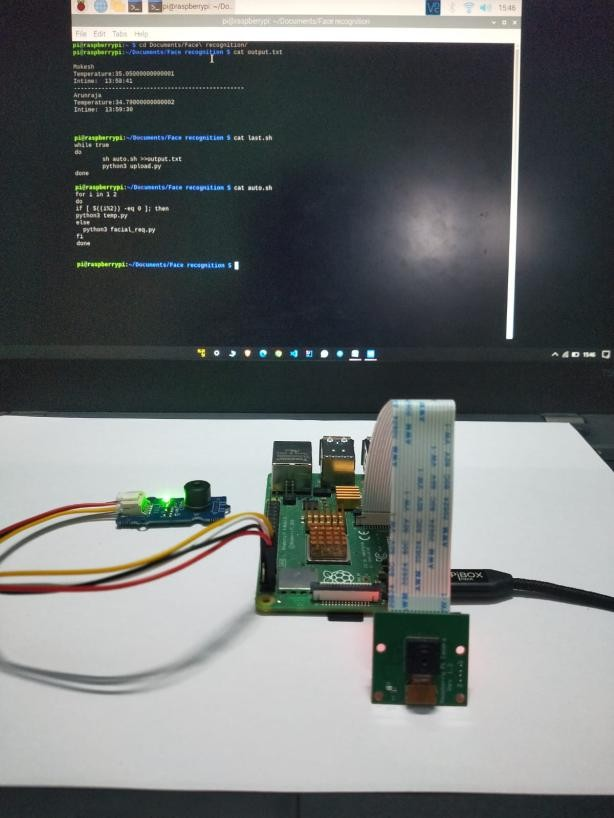 pi@raspberrypi:~/Do...
15:46
pi@raspberrypi: ~/Documents/Face recognition
File Edit Tabs Help
pi@raspberrypi:~ $ cd Documents/Face\ recognition/
pi@raspberrypi:~/Documents/Face recognition $ cat output.txt
Mokesh
Temperature:35.05000000000001
Intime: 13:58:41
------------------------------------------------
Arunraja
Temperature:34.79000000000002
Intime: 13:59:30
pi@raspberrypi:~/Documents/Face recognition $ cat last.sh
while true
do
sh auto.sh >>output.txt
python3 upload.py
done
pi@raspberrypi:~/Documents/Face recognition $ cat auto.sh
for i in 1 2
do
if [ $((i%2)) -eq 0 ]; then
python3 temp.py
else
python3 facial_req.py
fi
done
pi@raspberrypi:~/Documents/Face recognition $
1546
PiBOX